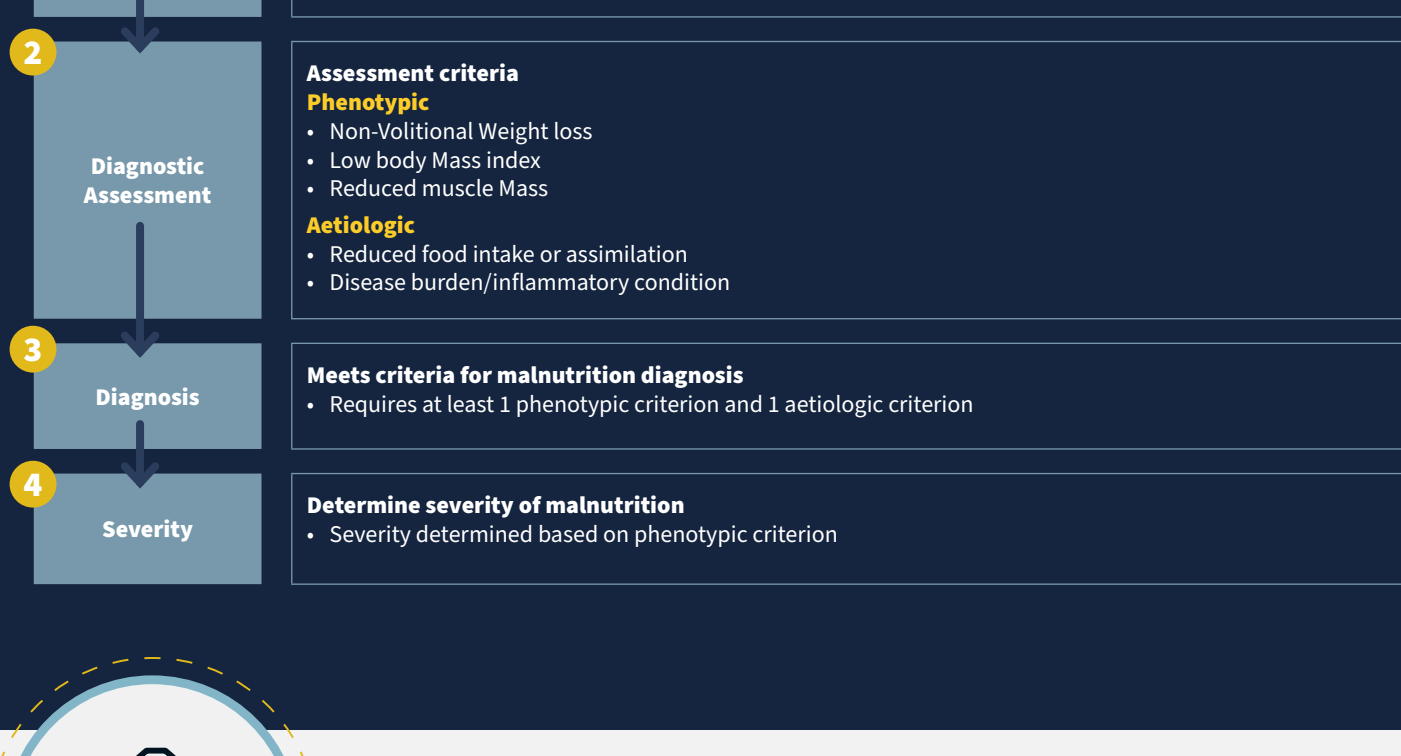 2
Diagnostic
Assessment
Assessment criteria
Phenotypic
• Non-Volitional Weight loss
• Low body Mass index
• Reduced muscle Mass
Aetiologic
• Reduced food intake or assimilation
• Disease burden/inflammatory condition
3
Diagnosis
Meets criteria for malnutrition diagnosis
• Requires at least 1 phenotypic criterion and 1 aetiologic criterion
4
Severity
Determine severity of malnutrition
• Severity determined based on phenotypic criterion